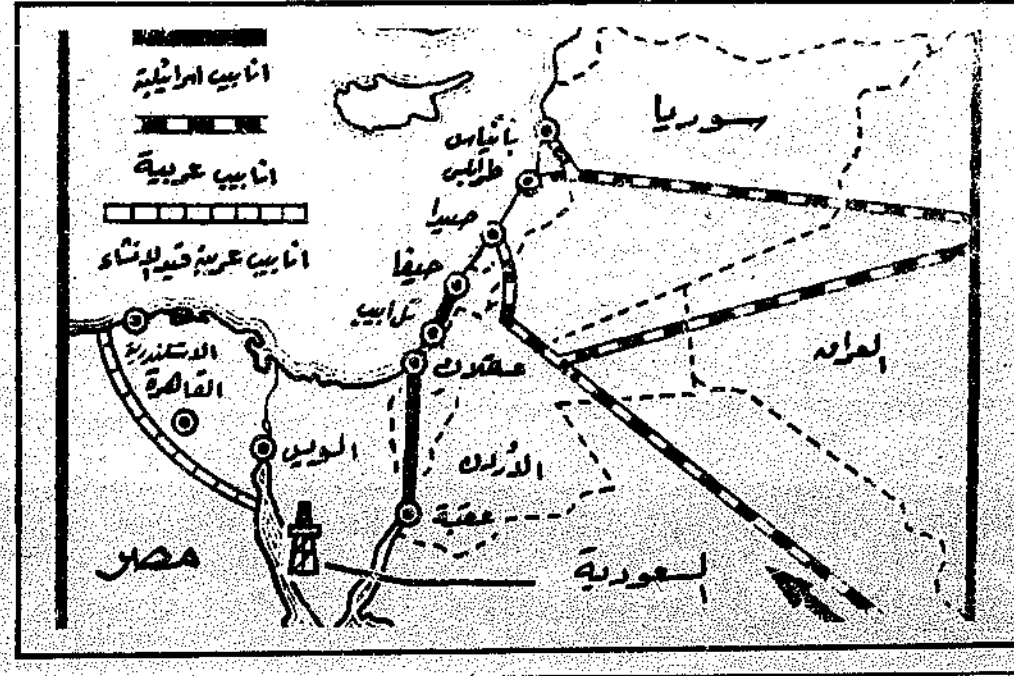 انابيب اسرائيلية
انابيب عربية
انابيب عربية قيد الإنشاء
سوريا
بانياس
طرابلس
صيدا
حيفا
تل أبيب
عسقلان
العراق
الاسكندرية
القاهرة
السويس
الأردن
عقبة
مصر
السعودية